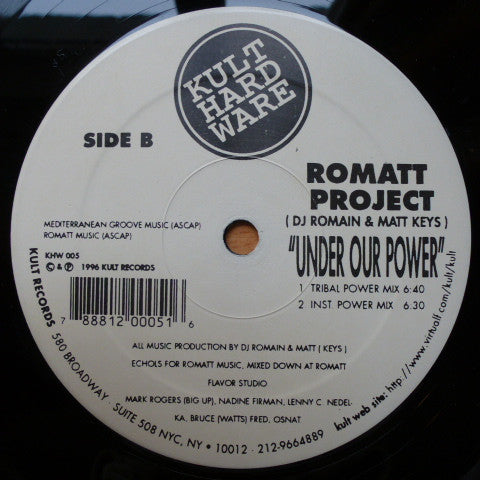 KULT
HARD
WARE
SIDE B
ROMATT
PROJECT
( DJ ROMAIN & MATT KEYS )
"UNDER OUR POWER"
1 TRIBAL POWER MIX 6:40
2 INST. POWER MIX 6.30
MEDITERRANEAN GROOVE MUSIC (ASCAP)
ROMATT MUSIC (ASCAP)
KHW 005
© & ℗ 1996 KULT RECORDS
7 88812 00051 6
ALL MUSIC PRODUCTION BY DJ ROMAIN & MATT ( KEYS )
ECHOLS FOR ROMATT MUSIC, MIXED DOWN AT ROMATT
FLAVOR STUDIO
MARK ROGERS (BIG UP), NADINE FIRMAN, LENNY C. NEDEL-
KA, BRUCE (WATTS) FRED, OSNAT
KULT RECORDS 580 BROADWAY · SUITE 508 NYC, NY • 10012 · 212-9664889
kult web site: http://www.virtualf.com/kult/kult